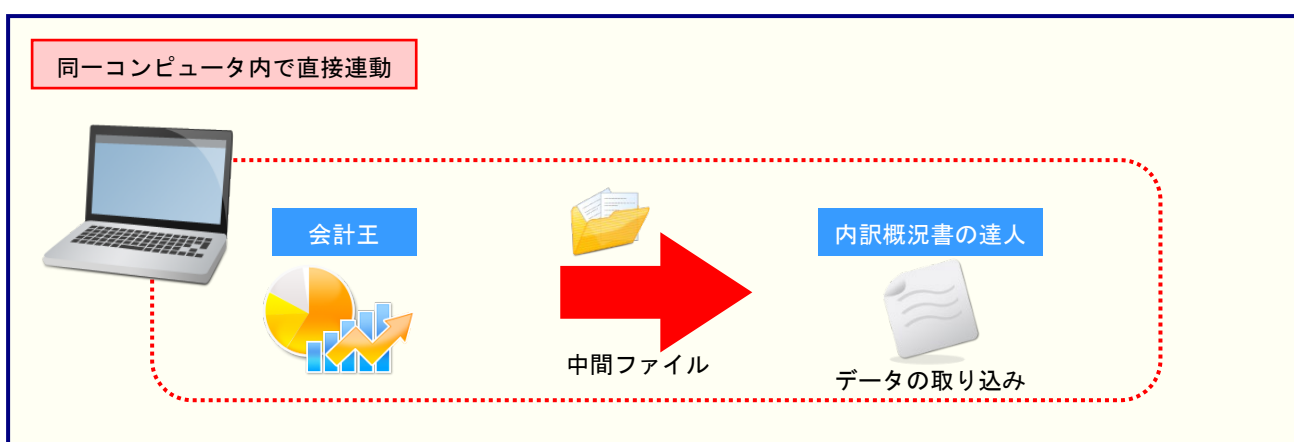 同一コンピュータ内で直接連動
会計王
内訳概況書の達人
中間ファイル
データの取り込み